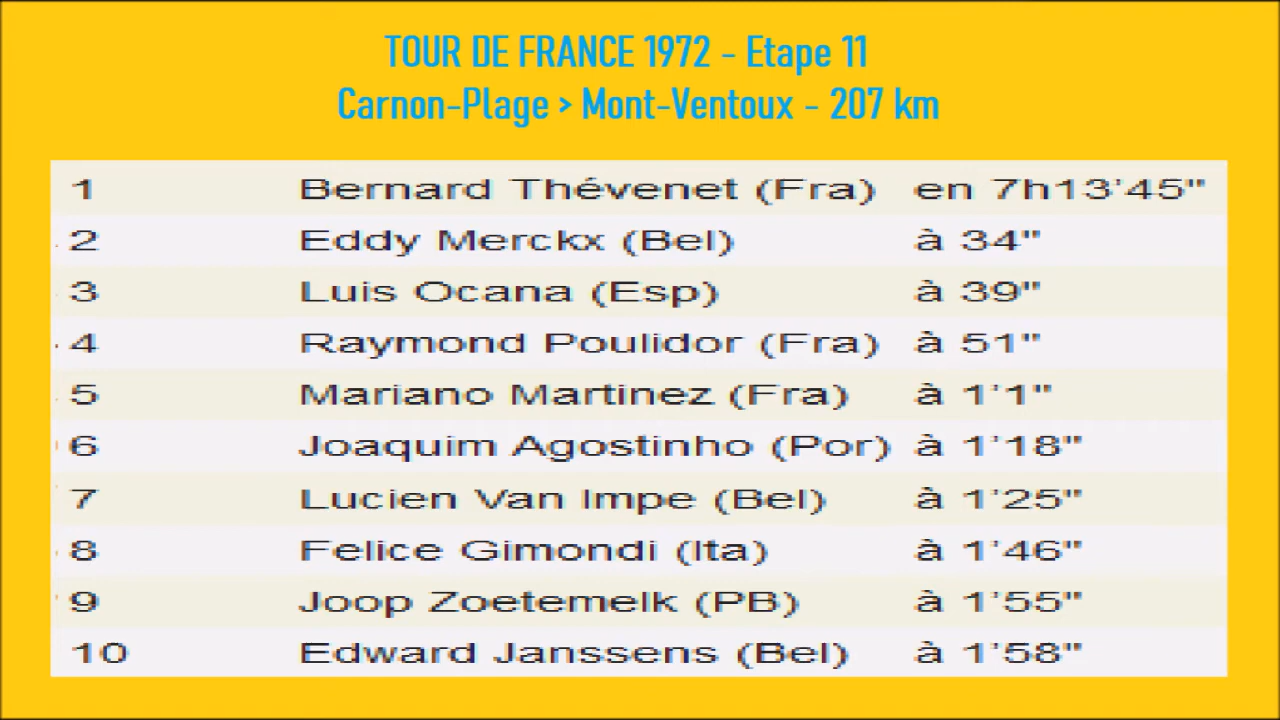 TOUR DE FRANCE 1972 - Etape 11
Carnon-Plage > Mont-Ventoux - 207 km
1 Bernard Thévenet (Fra) en 7h13'45"
2 Eddy Merckx (Bel) à 34"
3 Luis Ocana (Esp) à 39"
4 Raymond Poulidor (Fra) à 51"
5 Mariano Martinez (Fra) à 1'1"
6 Joaquim Agostinho (Por) à 1'18"
7 Lucien Van Impe (Bel) à 1'25"
8 Felice Gimondi (Ita) à 1'46"
9 Joop Zoetemelk (PB) à 1'55"
10 Edward Janssens (Bel) à 1'58"